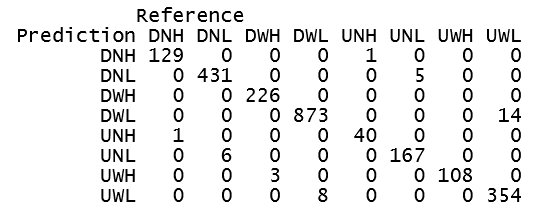 Reference
Prediction DNH DNL DWH DWL UNH UNL UWH UWL
DNH 129 0 0 0 1 0 0 0
DNL 0 431 0 0 0 5 0 0
DWH 0 0 226 0 0 0 0 0
DWL 0 0 0 873 0 0 0 14
UNH 1 0 0 0 40 0 0 0
UNL 0 6 0 0 0 167 0 0
UWH 0 0 3 0 0 0 108 0
UWL 0 0 0 8 0 0 0 354